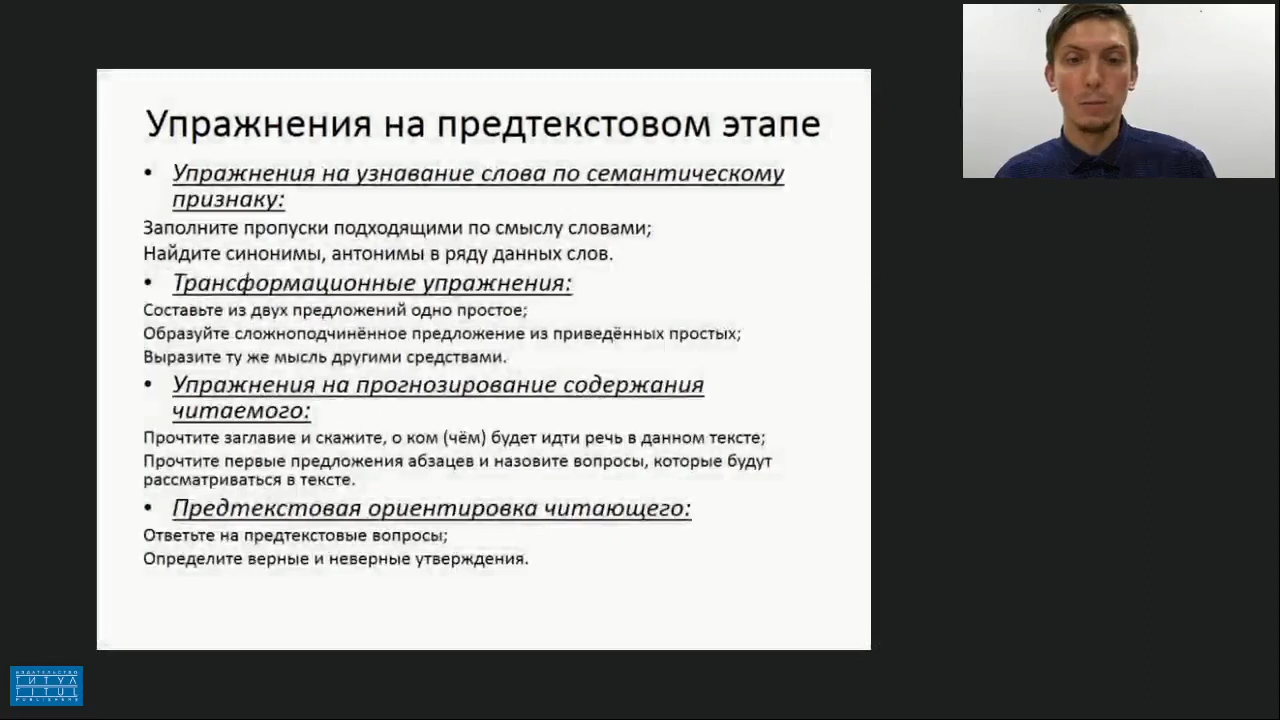 Упражнения на предтекстовом этапе
• Упражнения на узнавание слова по семантическому
признаку:
Заполните пропуски подходящими по смыслу словами;
Найдите синонимы, антонимы в ряду данных слов.
• Трансформационные упражнения:
Составьте из двух предложений одно простое;
Образуйте сложноподчинённое предложение из приведённых простых;
Выразите ту же мысль другими средствами.
• Упражнения на прогнозирование содержания
читаемого:
Прочтите заглавие и скажите, о ком (чём) будет идти речь в данном тексте;
Прочтите первые предложения абзацев и назовите вопросы, которые будут
рассматриваться в тексте.
• Предтекстовая ориентировка читающего:
Ответьте на предтекстовые вопросы;
Определите верные и неверные утверждения.
ИЗДАТЕЛЬСТВО
ТИТУЛ
TITUL
PUBLISHERS